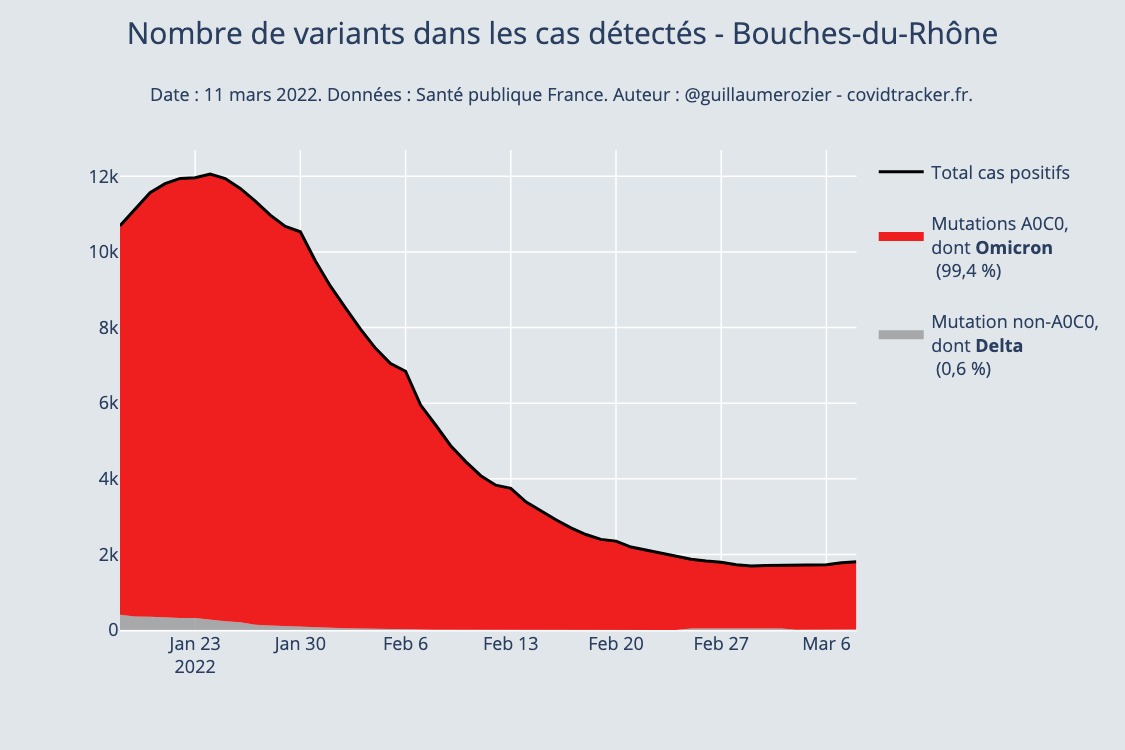 Nombre de variants dans les cas détectés - Bouches-du-Rhône
Date : 11 mars 2022. Données : Santé publique France. Auteur : @guillaumerozier - covidtracker.fr.
12k
10k
8k
6k
4k
2k
0
Jan 23
2022
Jan 30
Feb 6
Feb 13
Feb 20
Feb 27
Mar 6
Total cas positifs
Mutations A0C0,
dont Omicron
(99,4 %)
Mutation non-A0C0,
dont Delta
(0,6 %)